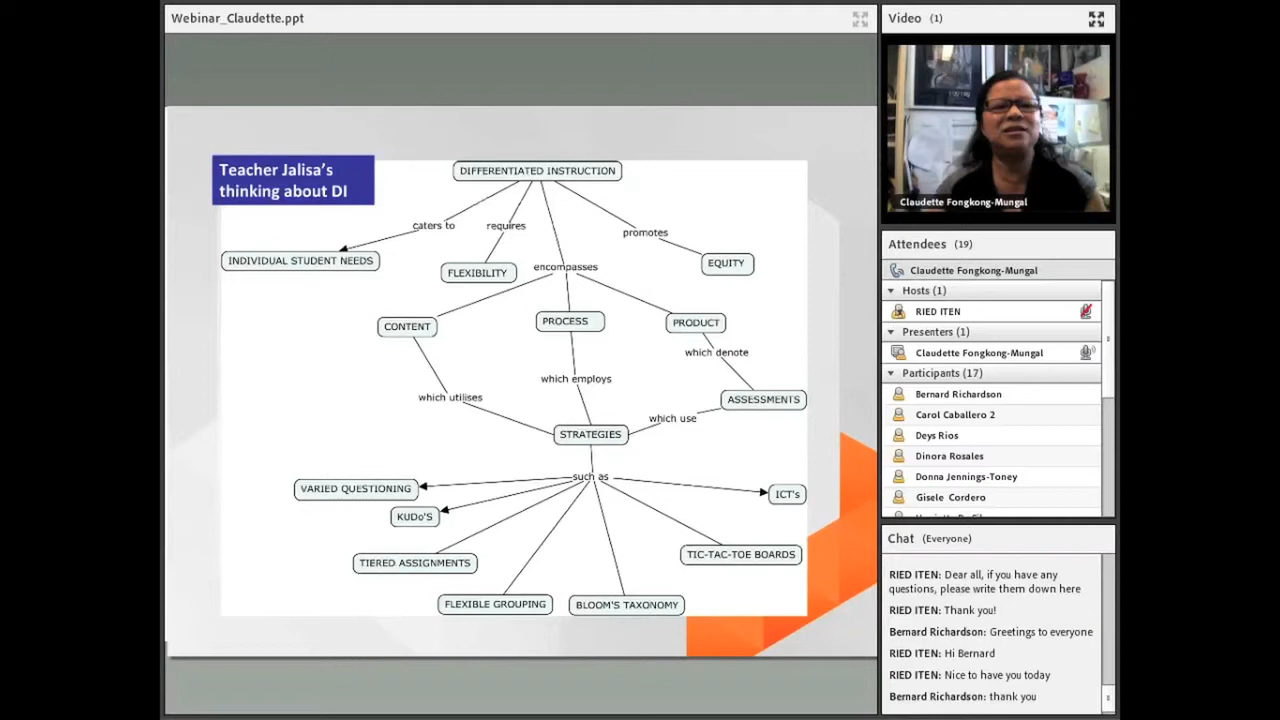 Webinar_Claudette.ppt
Teacher Jalisa's
thinking about DI
DIFFERENTIATED INSTRUCTION
caters to
requires
promotes
INDIVIDUAL STUDENT NEEDS
FLEXIBILITY
encompasses
EQUITY
CONTENT
PROCESS
PRODUCT
which denote
which employs
which utilises
ASSESSMENTS
which use
STRATEGIES
such as
VARIED QUESTIONING
ICT's
KUDo'S
TIERED ASSIGNMENTS
TIC-TAC-TOE BOARDS
FLEXIBLE GROUPING
BLOOM'S TAXONOMY
Video (1)
Claudette Fongkong-Mungal
Attendees (19)
Claudette Fongkong-Mungal
Hosts (1)
RIED ITEN
Presenters (1)
Claudette Fongkong-Mungal
Participants (17)
Bernard Richardson
Carol Caballero 2
Deys Rios
Dinora Rosales
Donna Jennings-Toney
Gisele Cordero
Chat (Everyone)
RIED ITEN: Dear all, if you have any
questions, please write them down here
RIED ITEN: Thank you!
Bernard Richardson: Greetings to everyone
RIED ITEN: Hi Bernard
RIED ITEN: Nice to have you today
Bernard Richardson: thank you